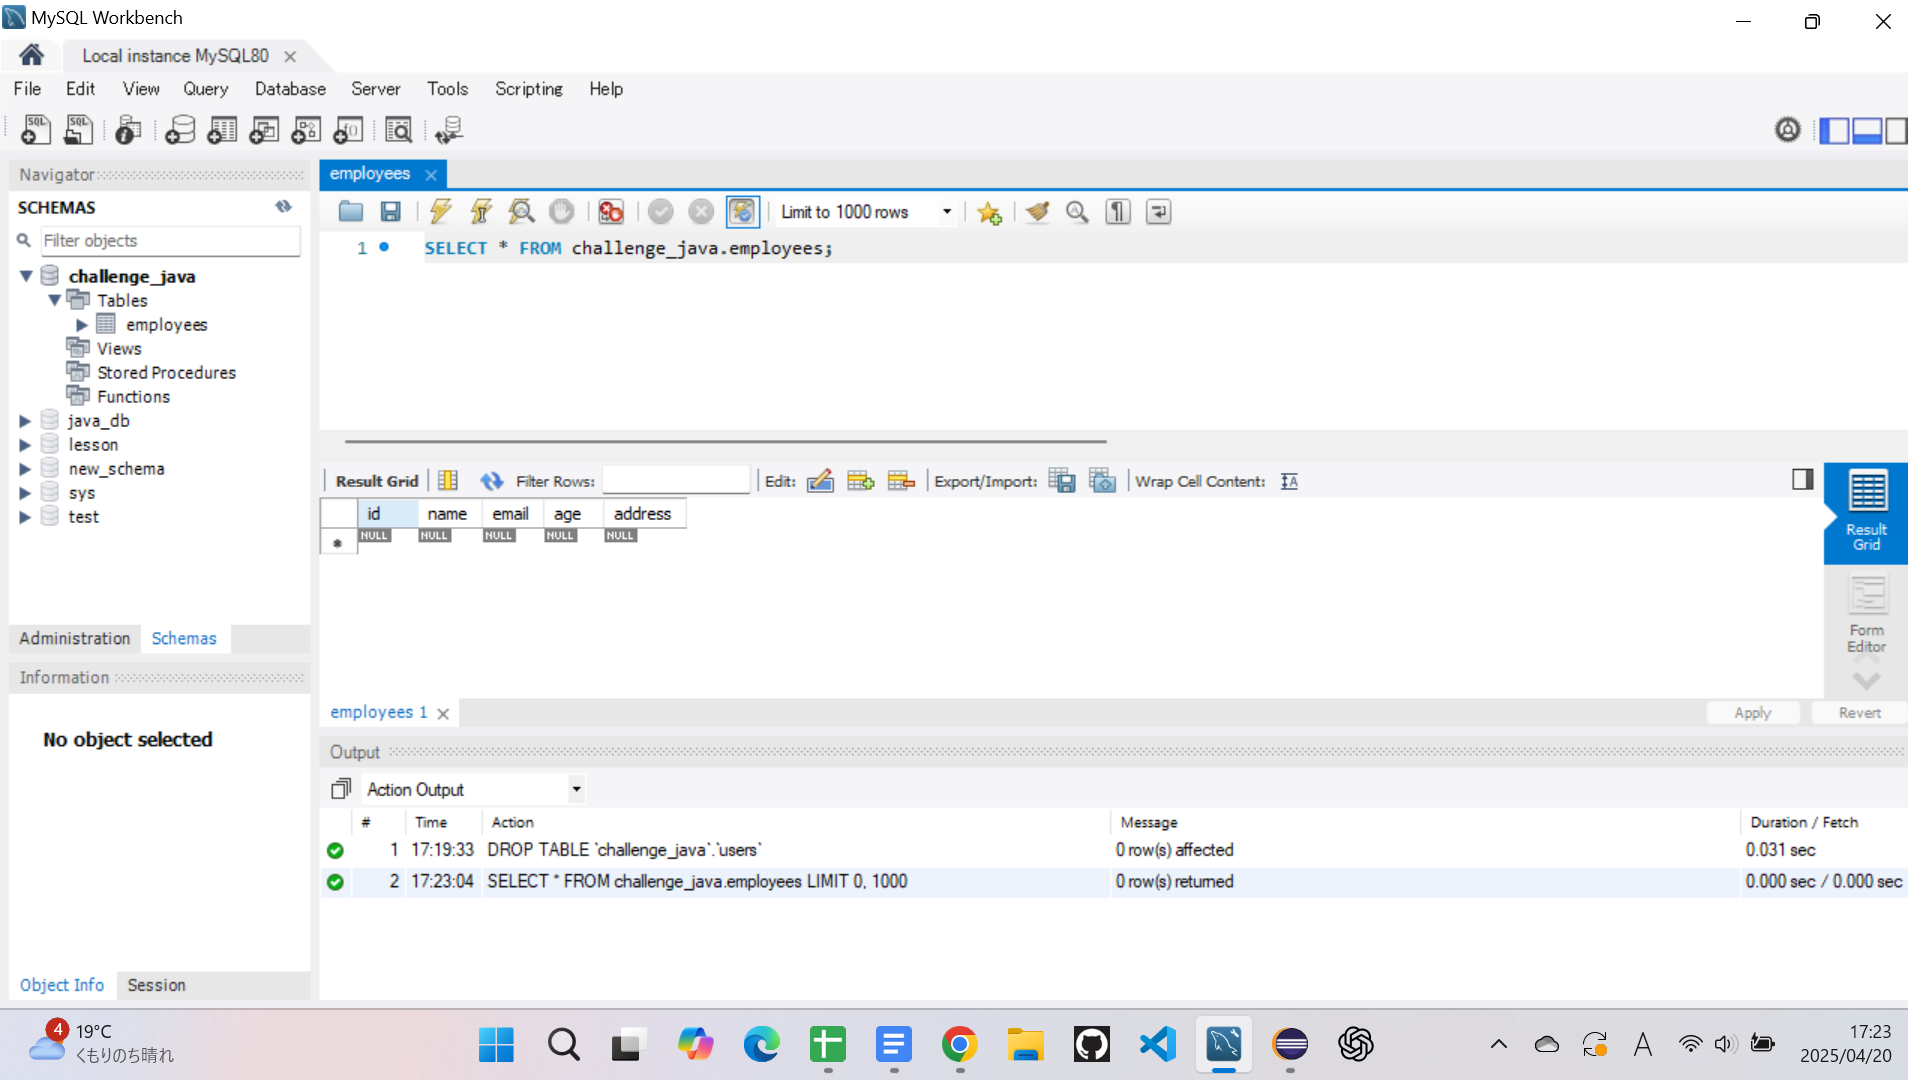 MySQL Workbench
Local instance MySQL80
File Edit View Query Database Server Tools Scripting Help
Navigator
SCHEMAS
Filter objects
challenge_java
Tables
employees
Views
Stored Procedures
Functions
java_db
lesson
new_schema
sys
test
Administration Schemas
Information
No object selected
Object Info Session
employees
Limit to 1000 rows
1 SELECT * FROM challenge_java.employees;
Result Grid Filter Rows: Edit: Export/Import: Wrap Cell Content:
id name email age address
NULL NULL NULL NULL NULL
Result
Grid
Form
Editor
employees 1
Apply Revert
Output
Action Output
# Time Action Message Duration / Fetch
1 17:19:33 DROP TABLE `challenge_java`.`users` 0 row(s) affected 0.031 sec
2 17:23:04 SELECT * FROM challenge_java.employees LIMIT 0, 1000 0 row(s) returned 0.000 sec / 0.000 sec
4 19°C
くもりのち晴れ
A
17:23
2025/04/20